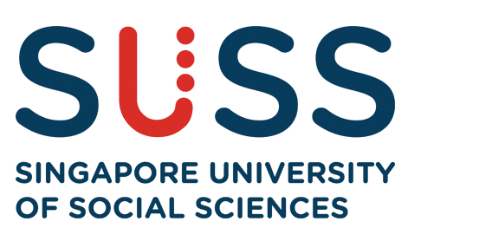 SUSS
SINGAPORE UNIVERSITY
OF SOCIAL SCIENCES